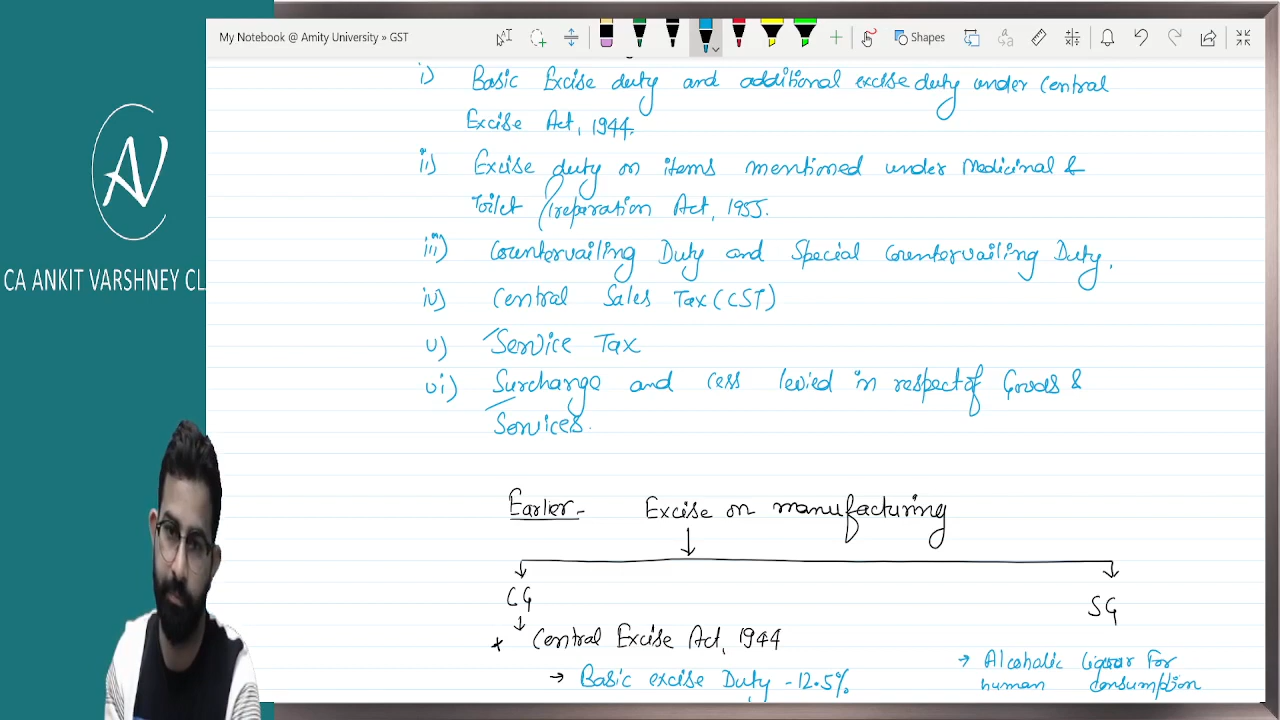 My Notebook @ Amity University » GST
Shapes
AV
CA ANKIT VARSHNEY CL
i) Basic Excise duty and additional excise duty under Central
Excise Act, 1944.
ii) Excise duty on items mentioned under Medicinal &
Toilet Preparation Act, 1955.
iii) Countervailing Duty and Special Countervailing Duty.
iv) Central Sales Tax (CST)
v) Service Tax
vi) Surcharge and cess levied in respect of Goods &
Services.
Earlier- Excise on manufacturing
CG
SG
* Central Excise Act, 1944
→ Basic excise Duty - 12.5%
→ Alcoholic liquor For
human consumption